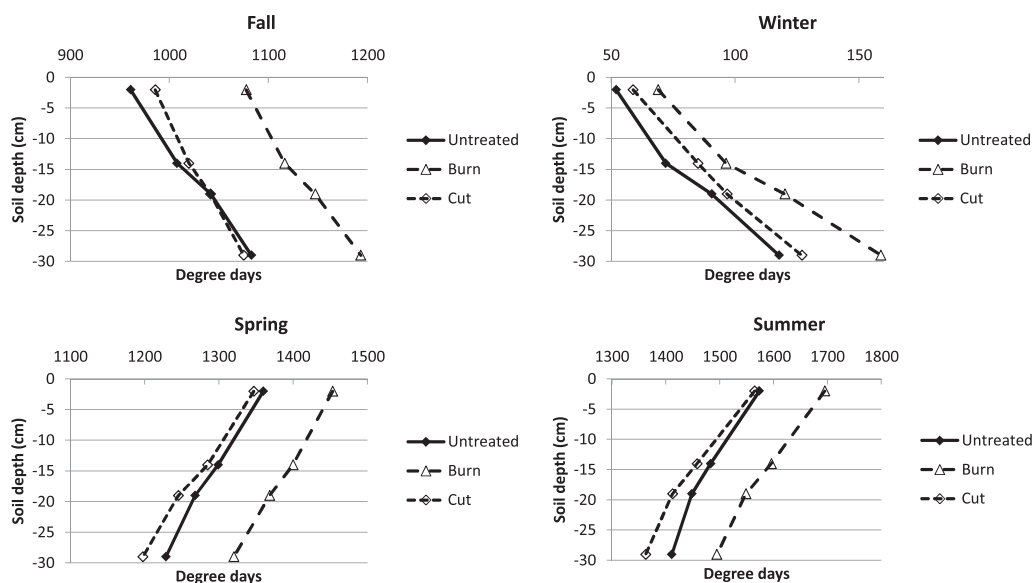 Fall
900 1000 1100 1200
0
-5
-10
-15
-20
-25
-30
Soil depth (cm)
Degree days
Untreated
Burn
Cut
Winter
50 100 150
0
-5
-10
-15
-20
-25
-30
Soil depth (cm)
Degree days
Untreated
Burn
Cut
Spring
1100 1200 1300 1400 1500
0
-5
-10
-15
-20
-25
-30
Soil depth (cm)
Degree days
Untreated
Burn
Cut
Summer
1300 1400 1500 1600 1700 1800
0
-5
-10
-15
-20
-25
-30
Soil depth (cm)
Degree days
Untreated
Burn
Cut